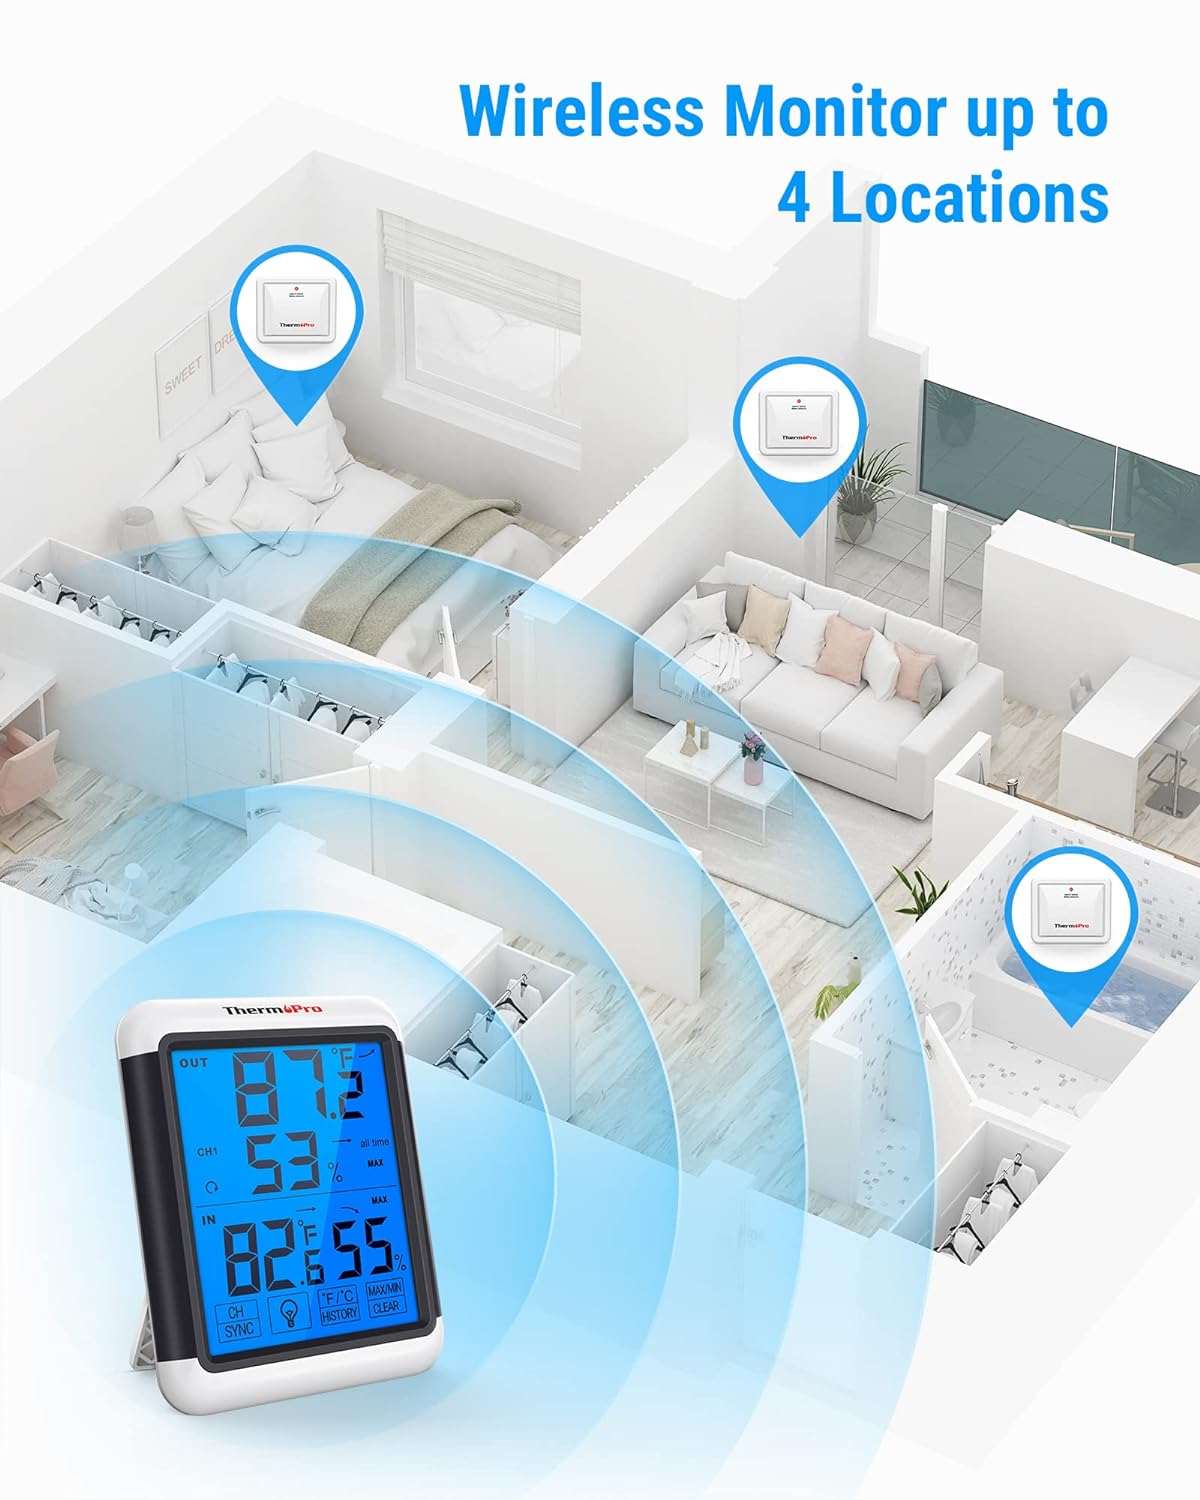 Wireless Monitor up to
4 Locations
SWEET
DRE
ThermoPro
ThermoPro
ThermoPro
ThermoPro
OUT
87.2 °F
CH1
53 %
all time
MAX
MAX
IN
82.6 °F
55 %
CH
SYNC
°F/°C
HISTORY
MAX/MIN
CLEAR